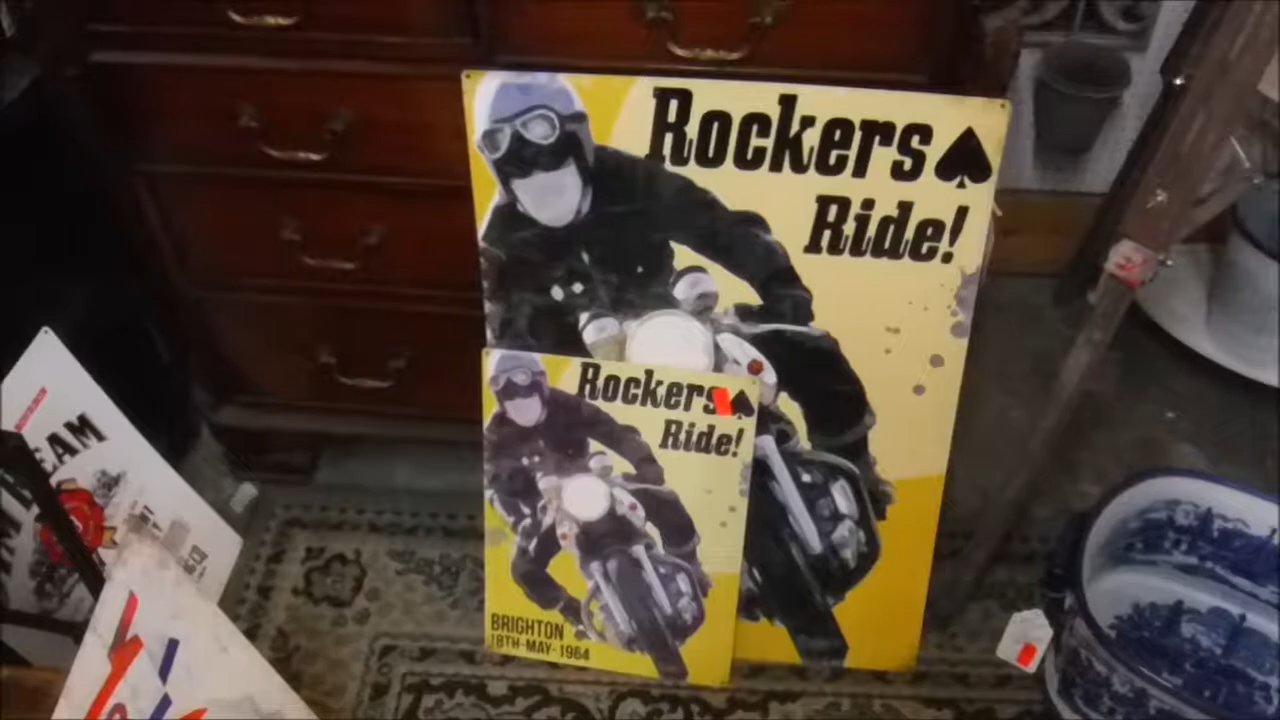 Rockers
Ride!
Rockers
Ride!
BRIGHTON
18TH-MAY-1964
EAM